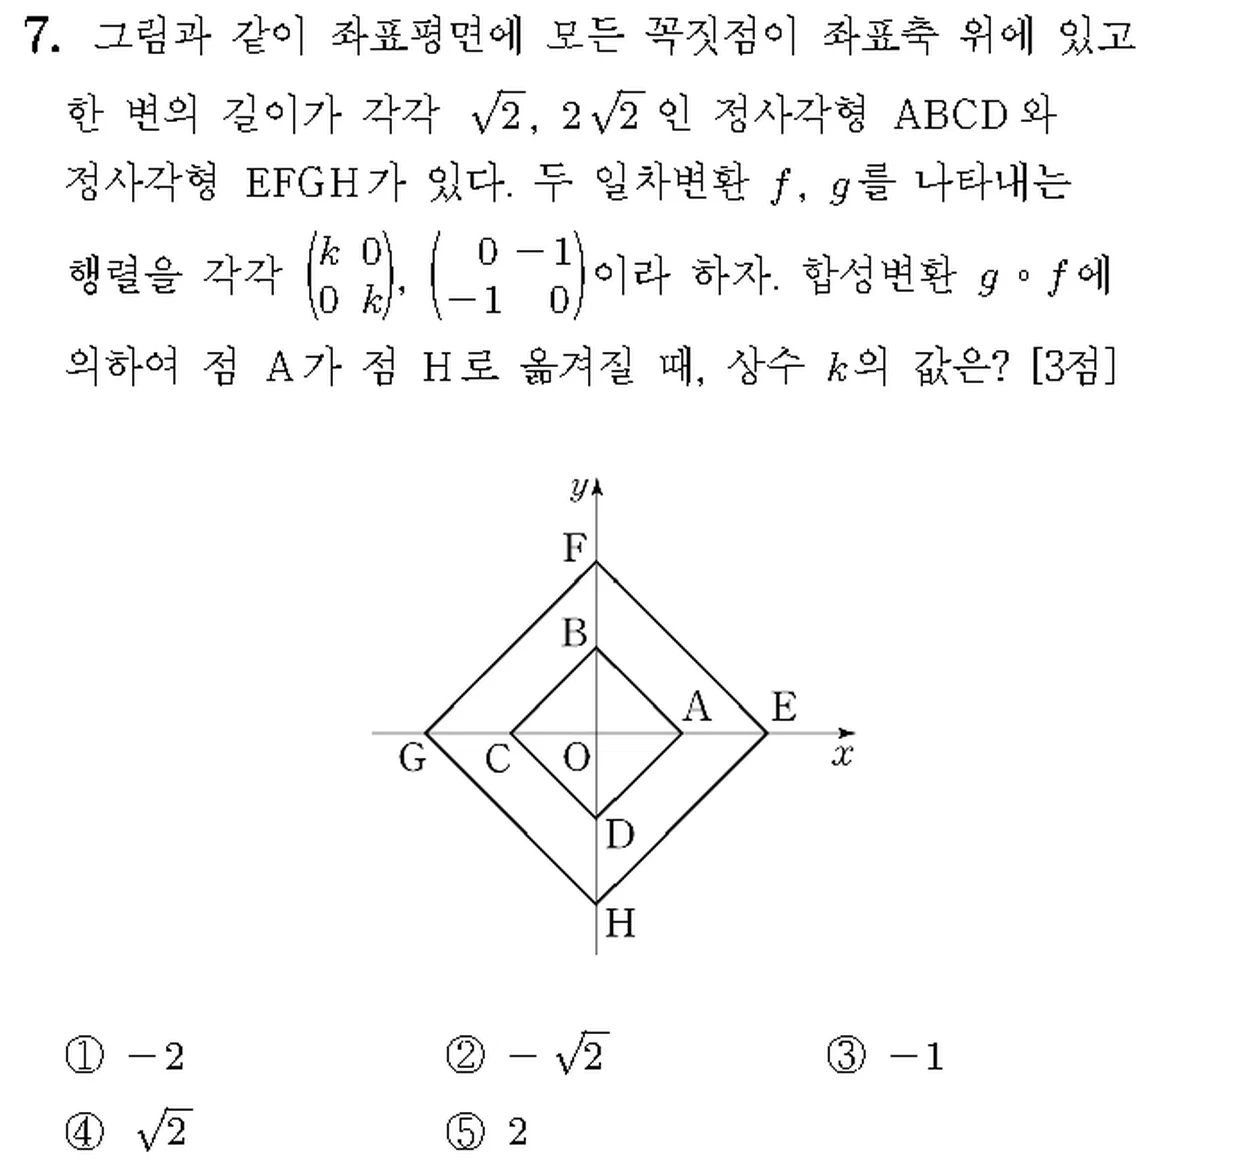 7. 그림과 같이 좌표평면에 모든 꼭짓점이 좌표축 위에 있고
한 변의 길이가 각각 √2, 2√2 인 정사각형 ABCD와
정사각형 EFGH가 있다. 두 일차변환 f, g를 나타내는
행렬을 각각 (k 0; 0 k), (0 −1; −1 0)이라 하자. 합성변환 g∘f에
의하여 점 A가 점 H로 옮겨질 때, 상수 k의 값은? [3점]
y
F
B
A E
G C O x
D
H
① −2 ② −√2 ③ −1
④ √2 ⑤ 2